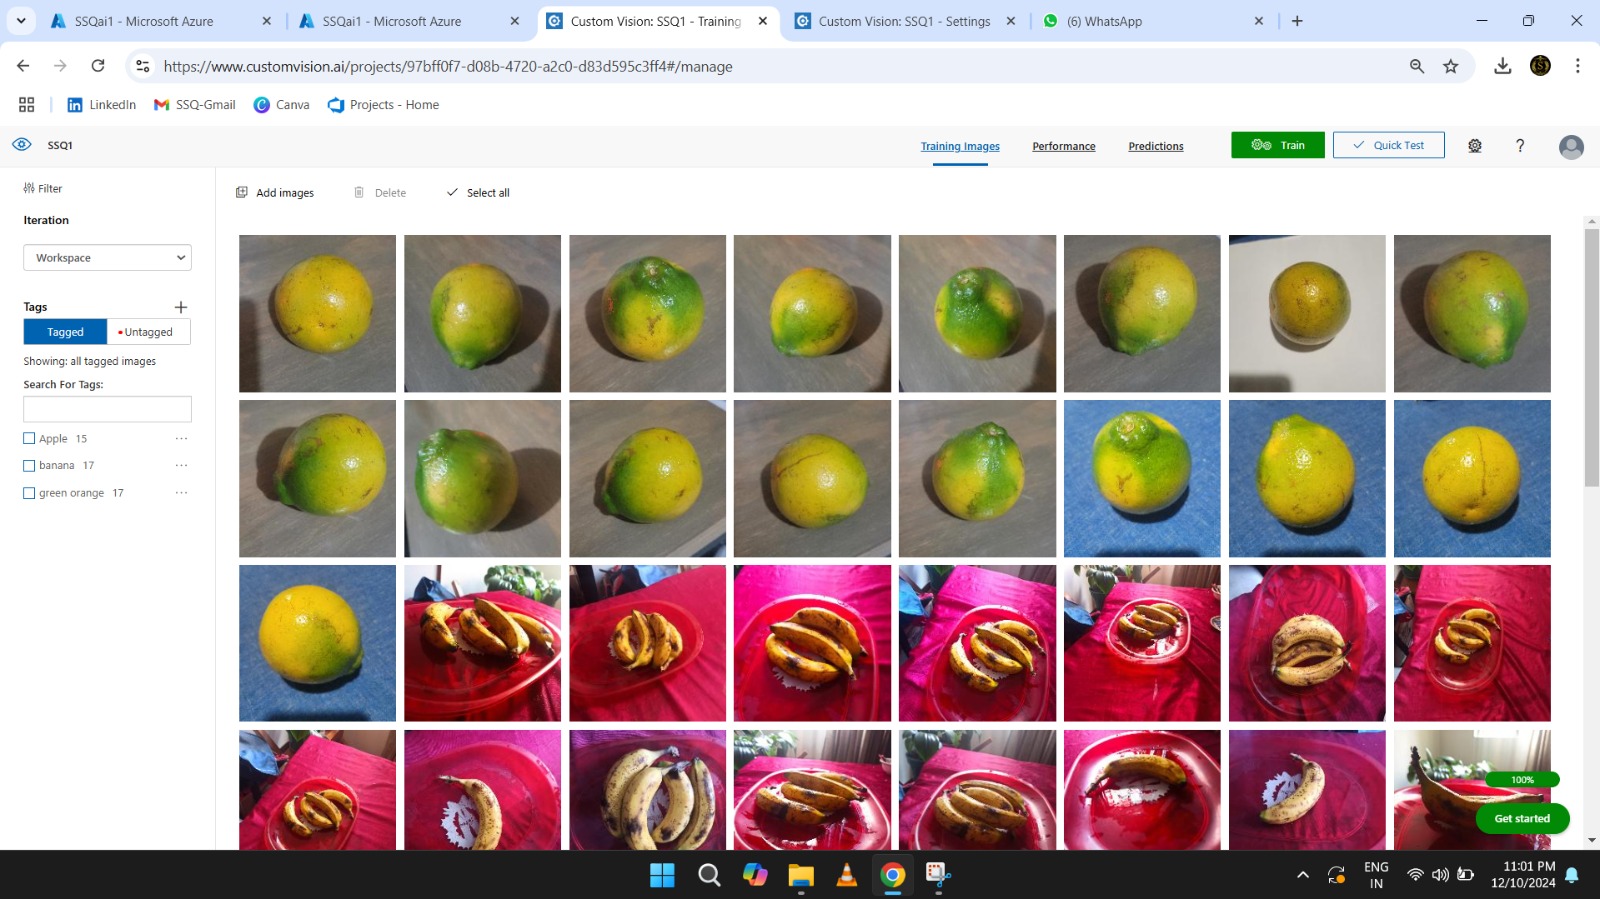 SSQai1 - Microsoft Azure
SSQai1 - Microsoft Azure
Custom Vision: SSQ1 - Training
Custom Vision: SSQ1 - Settings
(6) WhatsApp
https://www.customvision.ai/projects/97bff0f7-d08b-4720-a2c0-d83d595c3ff4#/manage
LinkedIn
SSQ-Gmail
Canva
Projects - Home
SSQ1
Training Images
Performance
Predictions
Train
Quick Test
Filter
Add images
Delete
Select all
Iteration
Workspace
Tags
Tagged
Untagged
Showing: all tagged images
Search For Tags:
Apple 15
banana 17
green orange 17
100%
Get started
ENG
IN
11:01 PM
12/10/2024